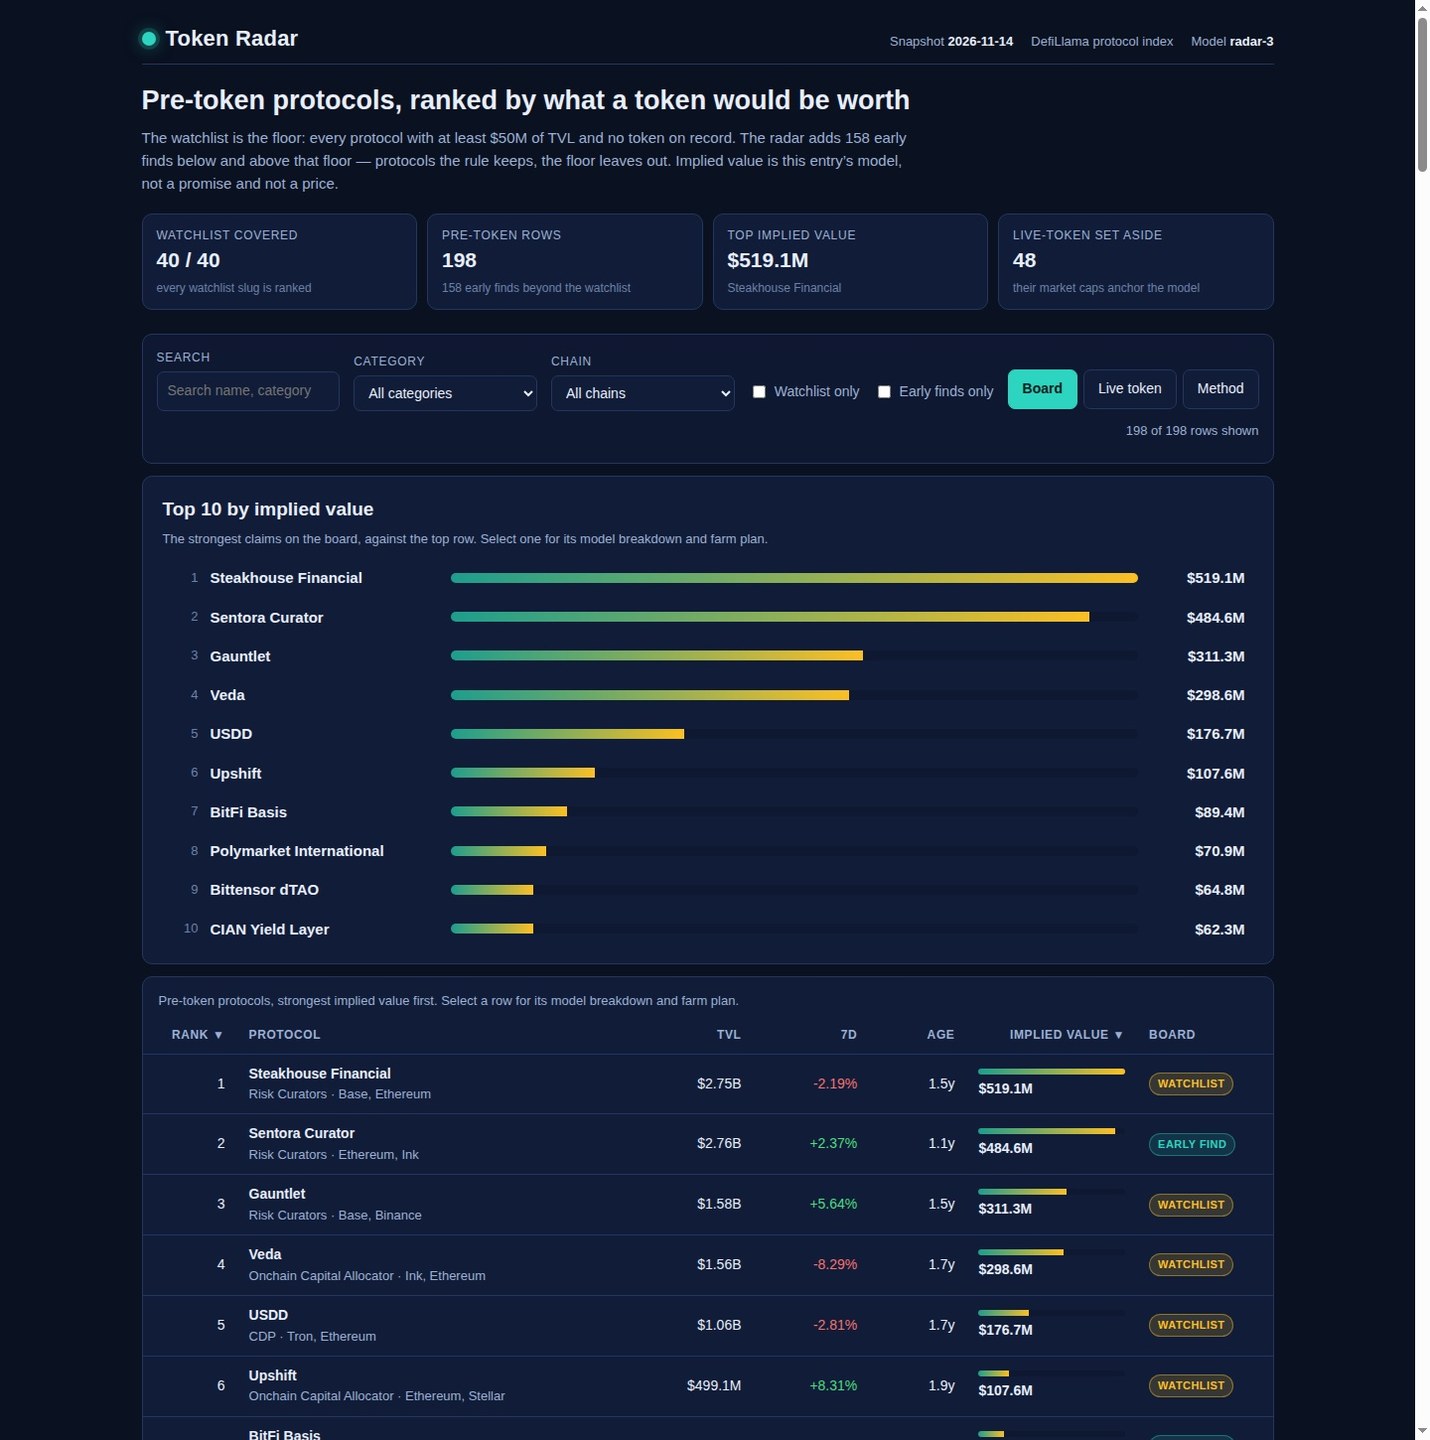 Token Radar
Snapshot 2026-11-14 DefiLlama protocol index Model radar-3
Pre-token protocols, ranked by what a token would be worth
The watchlist is the floor: every protocol with at least $50M of TVL and no token on record. The radar adds 158 early
finds below and above that floor — protocols the rule keeps, the floor leaves out. Implied value is this entry's model,
not a promise and not a price.
WATCHLIST COVERED
40 / 40
every watchlist slug is ranked
PRE-TOKEN ROWS
198
158 early finds beyond the watchlist
TOP IMPLIED VALUE
$519.1M
Steakhouse Financial
LIVE-TOKEN SET ASIDE
48
their market caps anchor the model
SEARCH
Search name, category
CATEGORY
All categories
CHAIN
All chains
Watchlist only
Early finds only
Board
Live token
Method
198 of 198 rows shown
Top 10 by implied value
The strongest claims on the board, against the top row. Select one for its model breakdown and farm plan.
1 Steakhouse Financial $519.1M
2 Sentora Curator $484.6M
3 Gauntlet $311.3M
4 Veda $298.6M
5 USDD $176.7M
6 Upshift $107.6M
7 BitFi Basis $89.4M
8 Polymarket International $70.9M
9 Bittensor dTAO $64.8M
10 CIAN Yield Layer $62.3M
Pre-token protocols, strongest implied value first. Select a row for its model breakdown and farm plan.
RANK ▼ PROTOCOL TVL 7D AGE IMPLIED VALUE ▼ BOARD
1 Steakhouse Financial $2.75B -2.19% 1.5y $519.1M WATCHLIST
Risk Curators · Base, Ethereum
2 Sentora Curator $2.76B +2.37% 1.1y $484.6M EARLY FIND
Risk Curators · Ethereum, Ink
3 Gauntlet $1.58B +5.64% 1.5y $311.3M WATCHLIST
Risk Curators · Base, Binance
4 Veda $1.56B -8.29% 1.7y $298.6M WATCHLIST
Onchain Capital Allocator · Ink, Ethereum
5 USDD $1.06B -2.81% 1.7y $176.7M WATCHLIST
CDP · Tron, Ethereum
6 Upshift $499.1M +8.31% 1.9y $107.6M WATCHLIST
Onchain Capital Allocator · Ethereum, Stellar
BitFi Basis